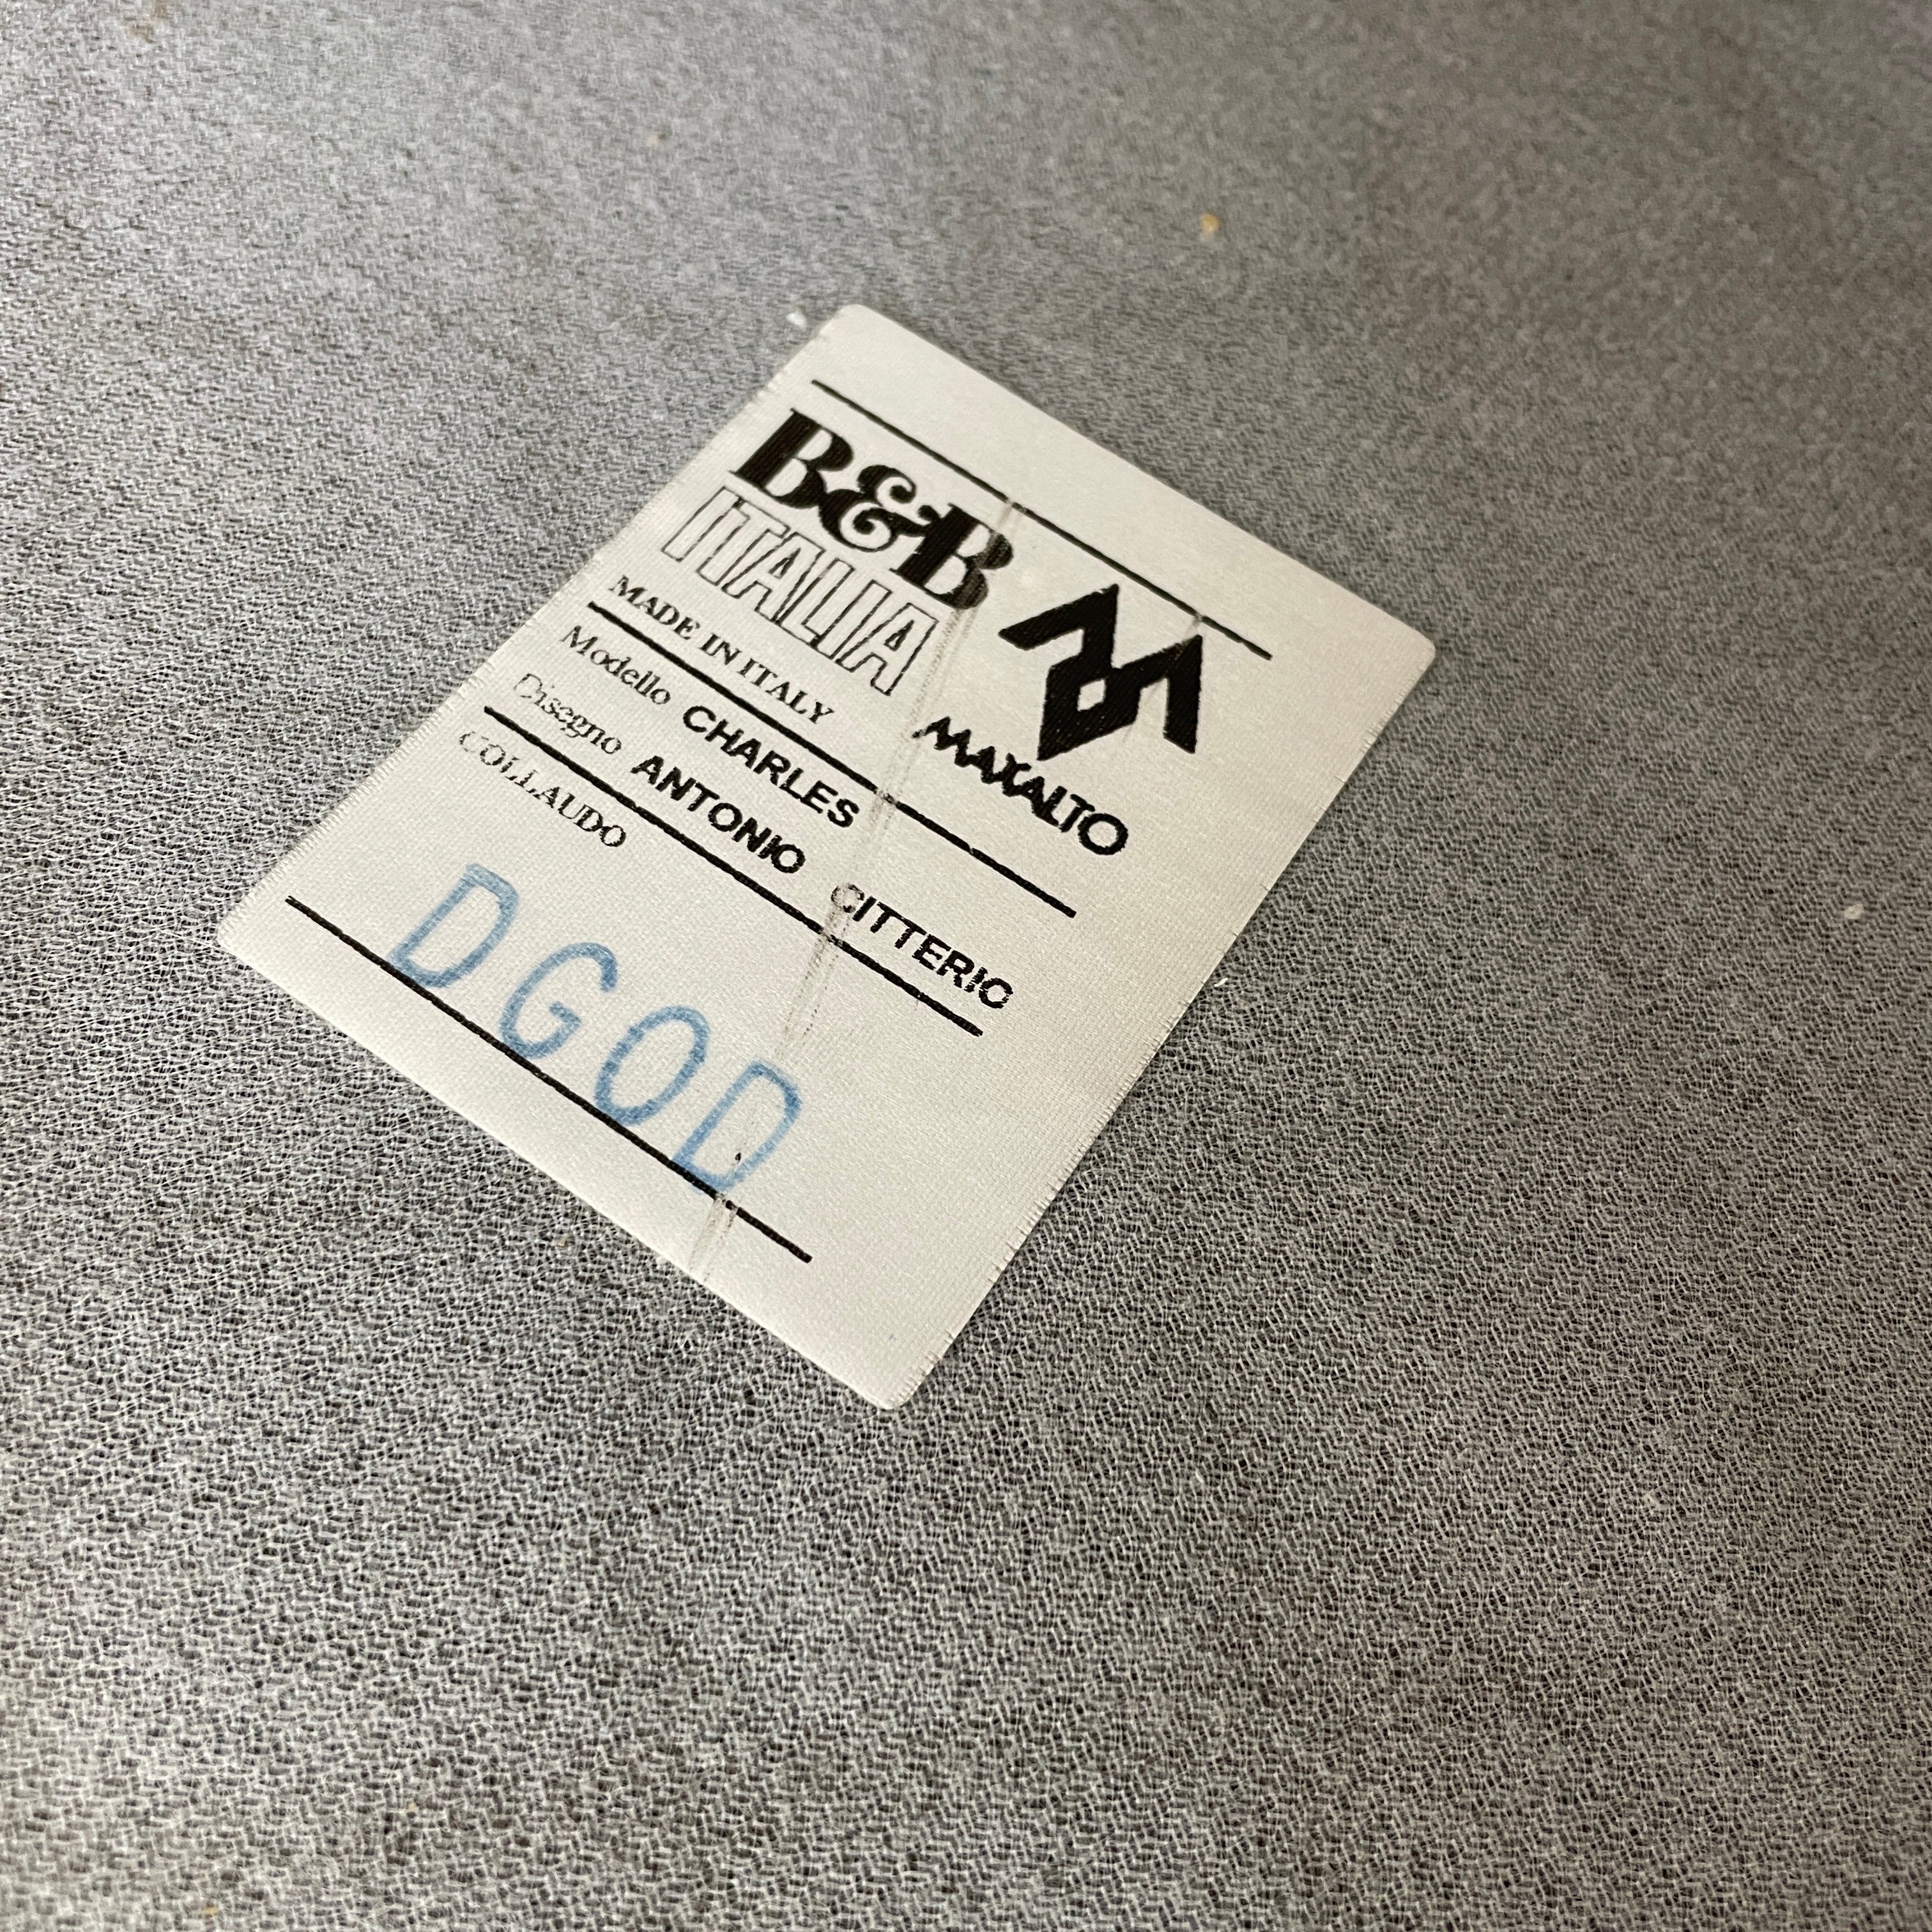 B&B
ITALIA
MAXALTO
MADE IN ITALY
Modello CHARLES
Disegno ANTONIO CITTERIO
COLLAUDO
DGOD